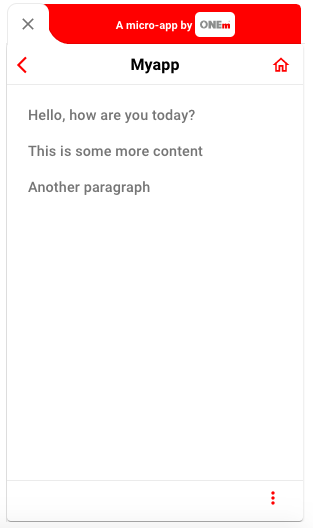 A micro-app by ONEm
Myapp
Hello, how are you today?
This is some more content
Another paragraph